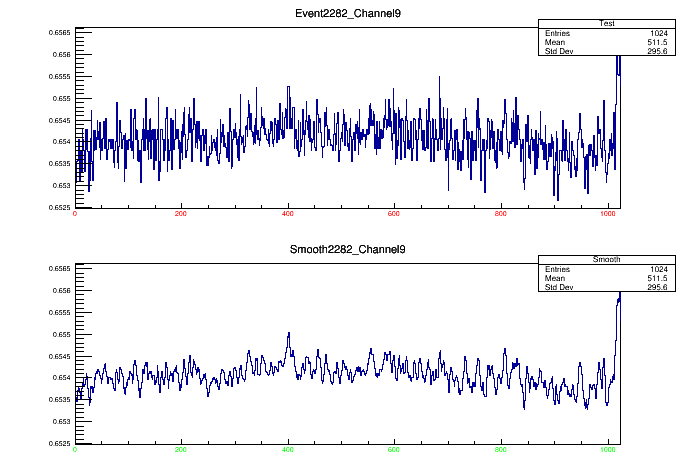 Event2282_Channel9
Test
Entries 1024
Mean 511.5
Std Dev 295.6
0.6565
0.656
0.6555
0.655
0.6545
0.654
0.6535
0.653
0.6525
0 200 400 600 800 1000
Smooth2282_Channel9
Smooth
Entries 1024
Mean 511.5
Std Dev 295.6
0.6565
0.656
0.6555
0.655
0.6545
0.654
0.6535
0.653
0.6525
0 200 400 600 800 1000